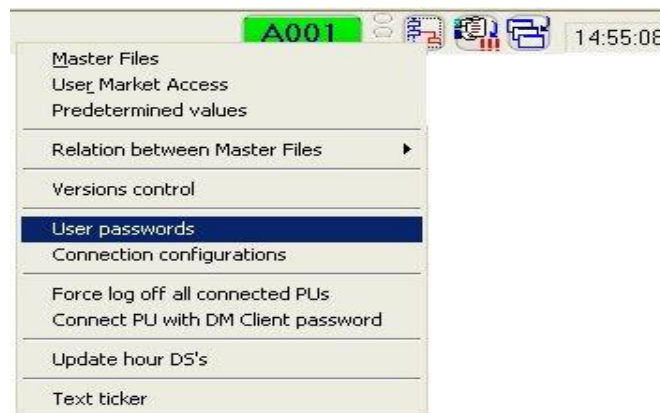 A001
14:55:08
Master Files
User Market Access
Predetermined values
Relation between Master Files
Versions control
User passwords
Connection configurations
Force log off all connected PUs
Connect PU with DM Client password
Update hour DS's
Text ticker